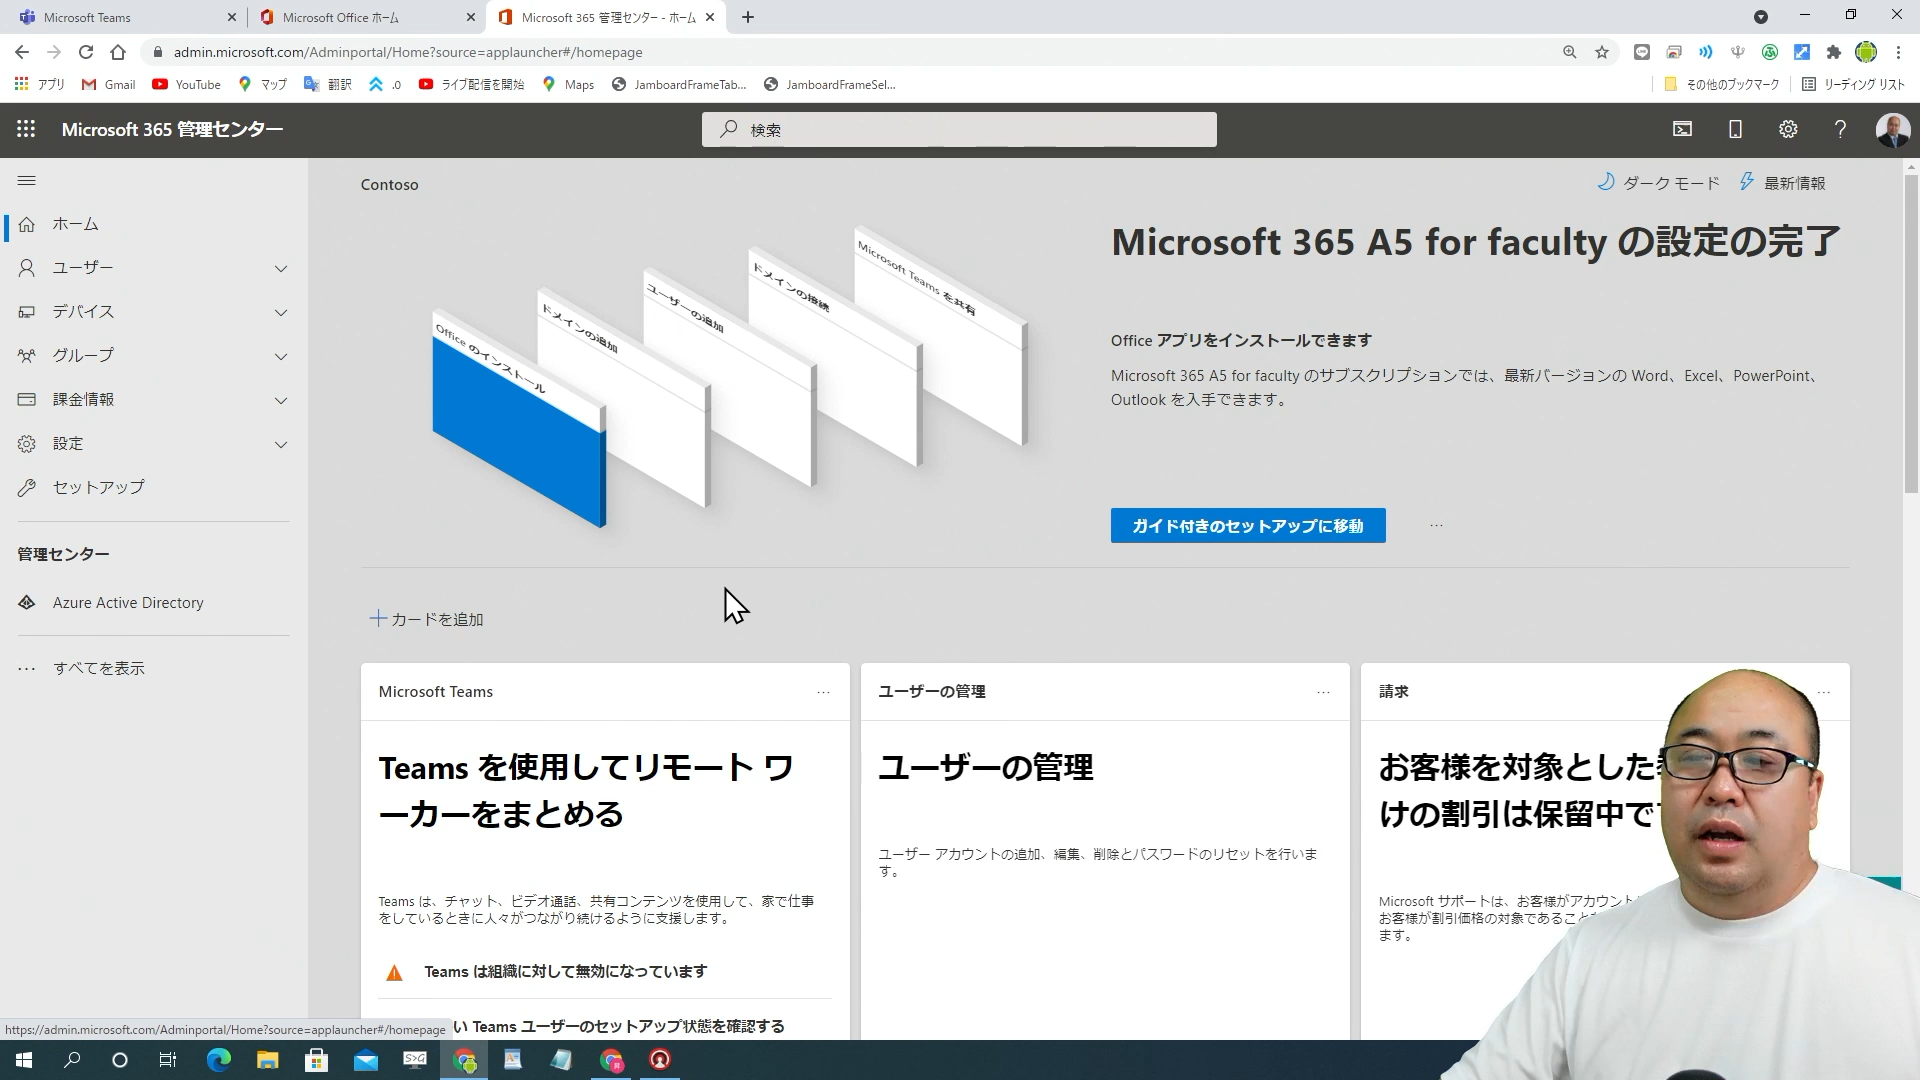 Microsoft Teams
Microsoft Office ホーム
Microsoft 365 管理センター - ホーム
admin.microsoft.com/Adminportal/Home?source=applauncher#/homepage
アプリ
Gmail
YouTube
マップ
翻訳
.0
ライブ配信を開始
Maps
JamboardFrameTab...
JamboardFrameSel...
その他のブックマーク
リーディング リスト
Microsoft 365 管理センター
検索
Contoso
ダーク モード
最新情報
ホーム
ユーザー
デバイス
グループ
課金情報
設定
セットアップ
管理センター
Azure Active Directory
すべてを表示
Office のインストール
ドメインの追加
ユーザーの追加
ドメインの接続
Microsoft Teams を共有
Microsoft 365 A5 for faculty の設定の完了
Office アプリをインストールできます
Microsoft 365 A5 for faculty のサブスクリプションでは、最新バージョンの Word、Excel、PowerPoint、
Outlook を入手できます。
ガイド付きのセットアップに移動
カードを追加
Microsoft Teams
Teams を使用してリモート ワ
ーカーをまとめる
Teams は、チャット、ビデオ通話、共有コンテンツを使用して、家で仕事
をしているときに人々がつながり続けるように支援します。
Teams は組織に対して無効になっています
い Teams ユーザーのセットアップ状態を確認する
ユーザーの管理
ユーザーの管理
ユーザー アカウントの追加、編集、削除とパスワードのリセットを行いま
す。
請求
お客様を対象とした
けの割引は保留中で
Microsoft サポートは、お客様がアカウント
お客様が割引価格の対象であること
ます。
https://admin.microsoft.com/Adminportal/Home?source=applauncher#/homepage